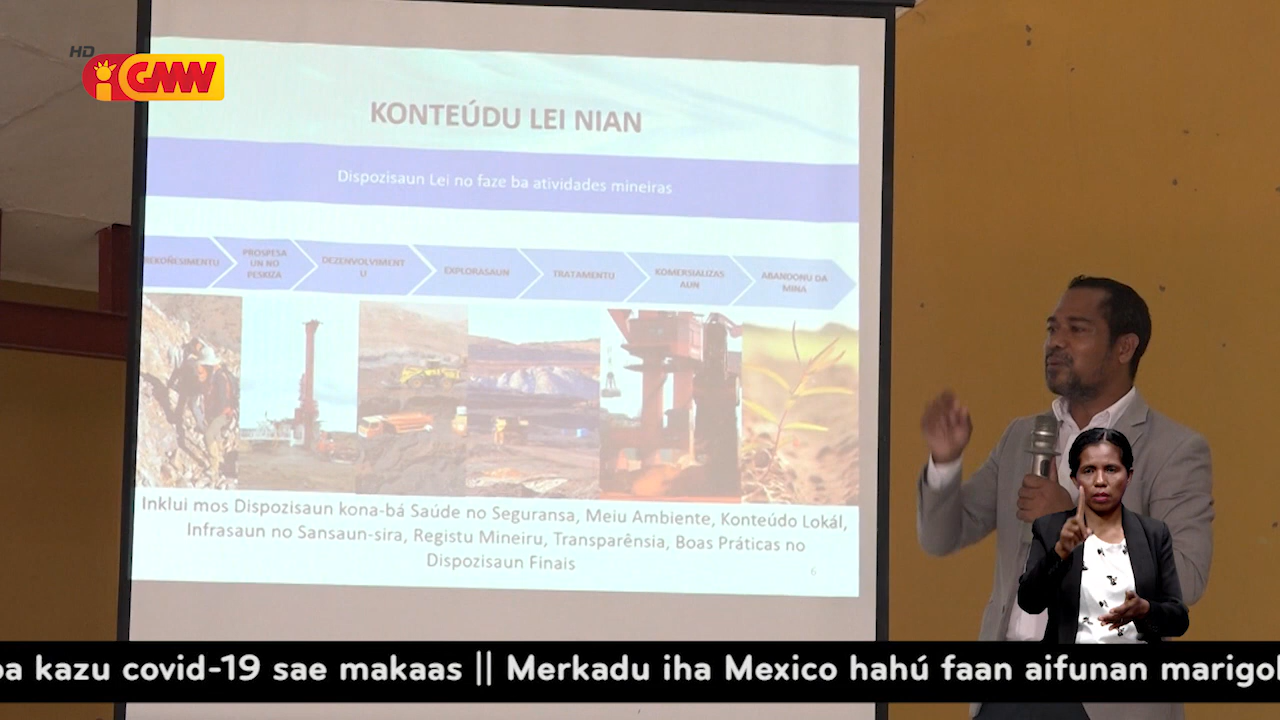 HD
GMW
KONTEÚDU LEI NIAN
Dispozisaun Lei no faze ba atividades mineiras
REKOÑESIMENTU
PROSPESA
UN NO
PESKIZA
DEZENVOLVIMENT
U
EXPLORASAUN
TRATAMENTU
KOMERSIALIZAS
AUN
ABANDONU DA
MINA
Inklui mos Dispozisaun kona-bá Saúde no Seguransa, Meiu Ambiente, Konteúdo Lokál,
Infrasaun no Sansaun-sira, Registu Mineiru, Transparênsia, Boas Práticas no
Dispozisaun Finais
6
ba kazu covid-19 sae makaas || Merkadu iha Mexico hahú faan aifunan marigol